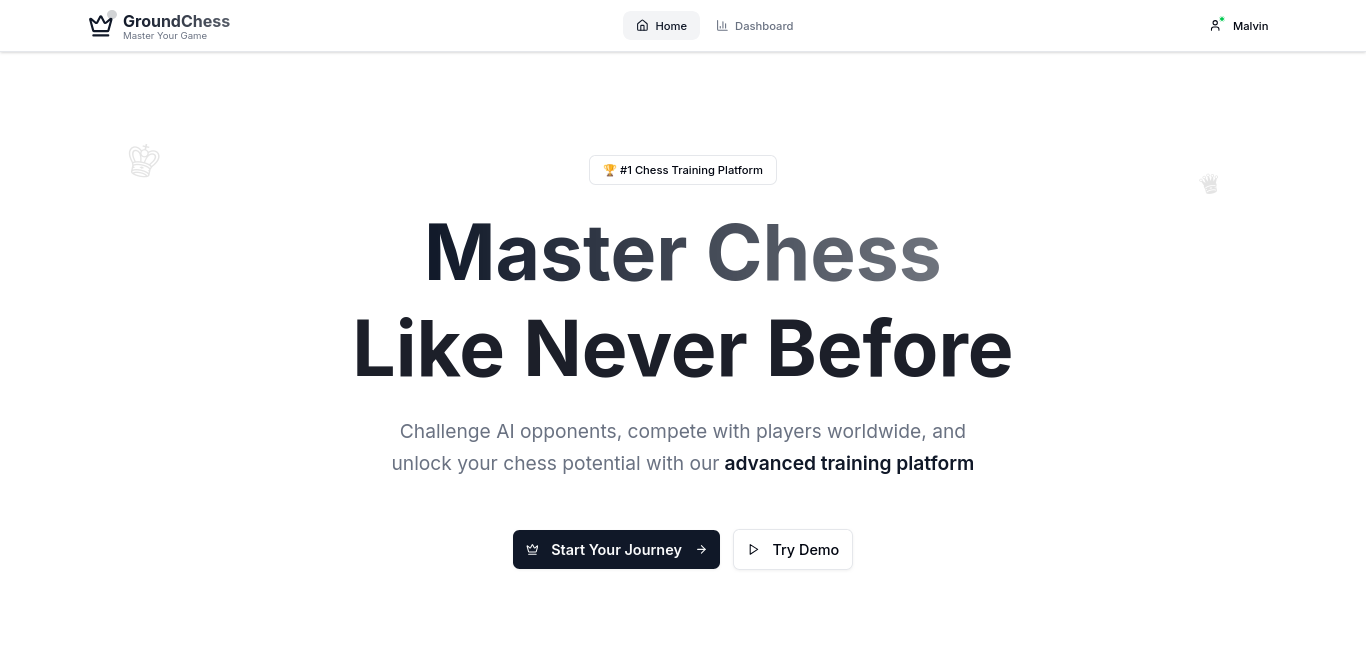 GroundChess
Master Your Game
Home
Dashboard
Malvin
🏆 #1 Chess Training Platform
Master Chess
Like Never Before
Challenge AI opponents, compete with players worldwide, and
unlock your chess potential with our advanced training platform
Start Your Journey
Try Demo